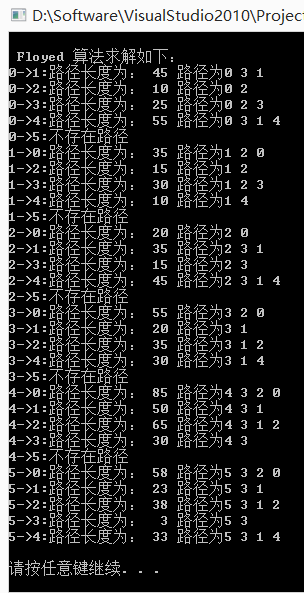 D:\Software\VisualStudio2010\Project
Floyed 算法求解如下：
0->1:路径长度为： 45 路径为0 3 1
0->2:路径长度为： 10 路径为0 2
0->3:路径长度为： 25 路径为0 2 3
0->4:路径长度为： 55 路径为0 3 1 4
0->5:不存在路径
1->0:路径长度为： 35 路径为1 2 0
1->2:路径长度为： 15 路径为1 2
1->3:路径长度为： 30 路径为1 2 3
1->4:路径长度为： 10 路径为1 4
1->5:不存在路径
2->0:路径长度为： 20 路径为2 0
2->1:路径长度为： 35 路径为2 3 1
2->3:路径长度为： 15 路径为2 3
2->4:路径长度为： 45 路径为2 3 1 4
2->5:不存在路径
3->0:路径长度为： 55 路径为3 2 0
3->1:路径长度为： 20 路径为3 1
3->2:路径长度为： 35 路径为3 1 2
3->4:路径长度为： 30 路径为3 1 4
3->5:不存在路径
4->0:路径长度为： 85 路径为4 3 2 0
4->1:路径长度为： 50 路径为4 3 1
4->2:路径长度为： 65 路径为4 3 1 2
4->3:路径长度为： 30 路径为4 3
4->5:不存在路径
5->0:路径长度为： 58 路径为5 3 2 0
5->1:路径长度为： 23 路径为5 3 1
5->2:路径长度为： 38 路径为5 3 1 2
5->3:路径长度为： 3 路径为5 3
5->4:路径长度为： 33 路径为5 3 1 4
请按任意键继续. . .